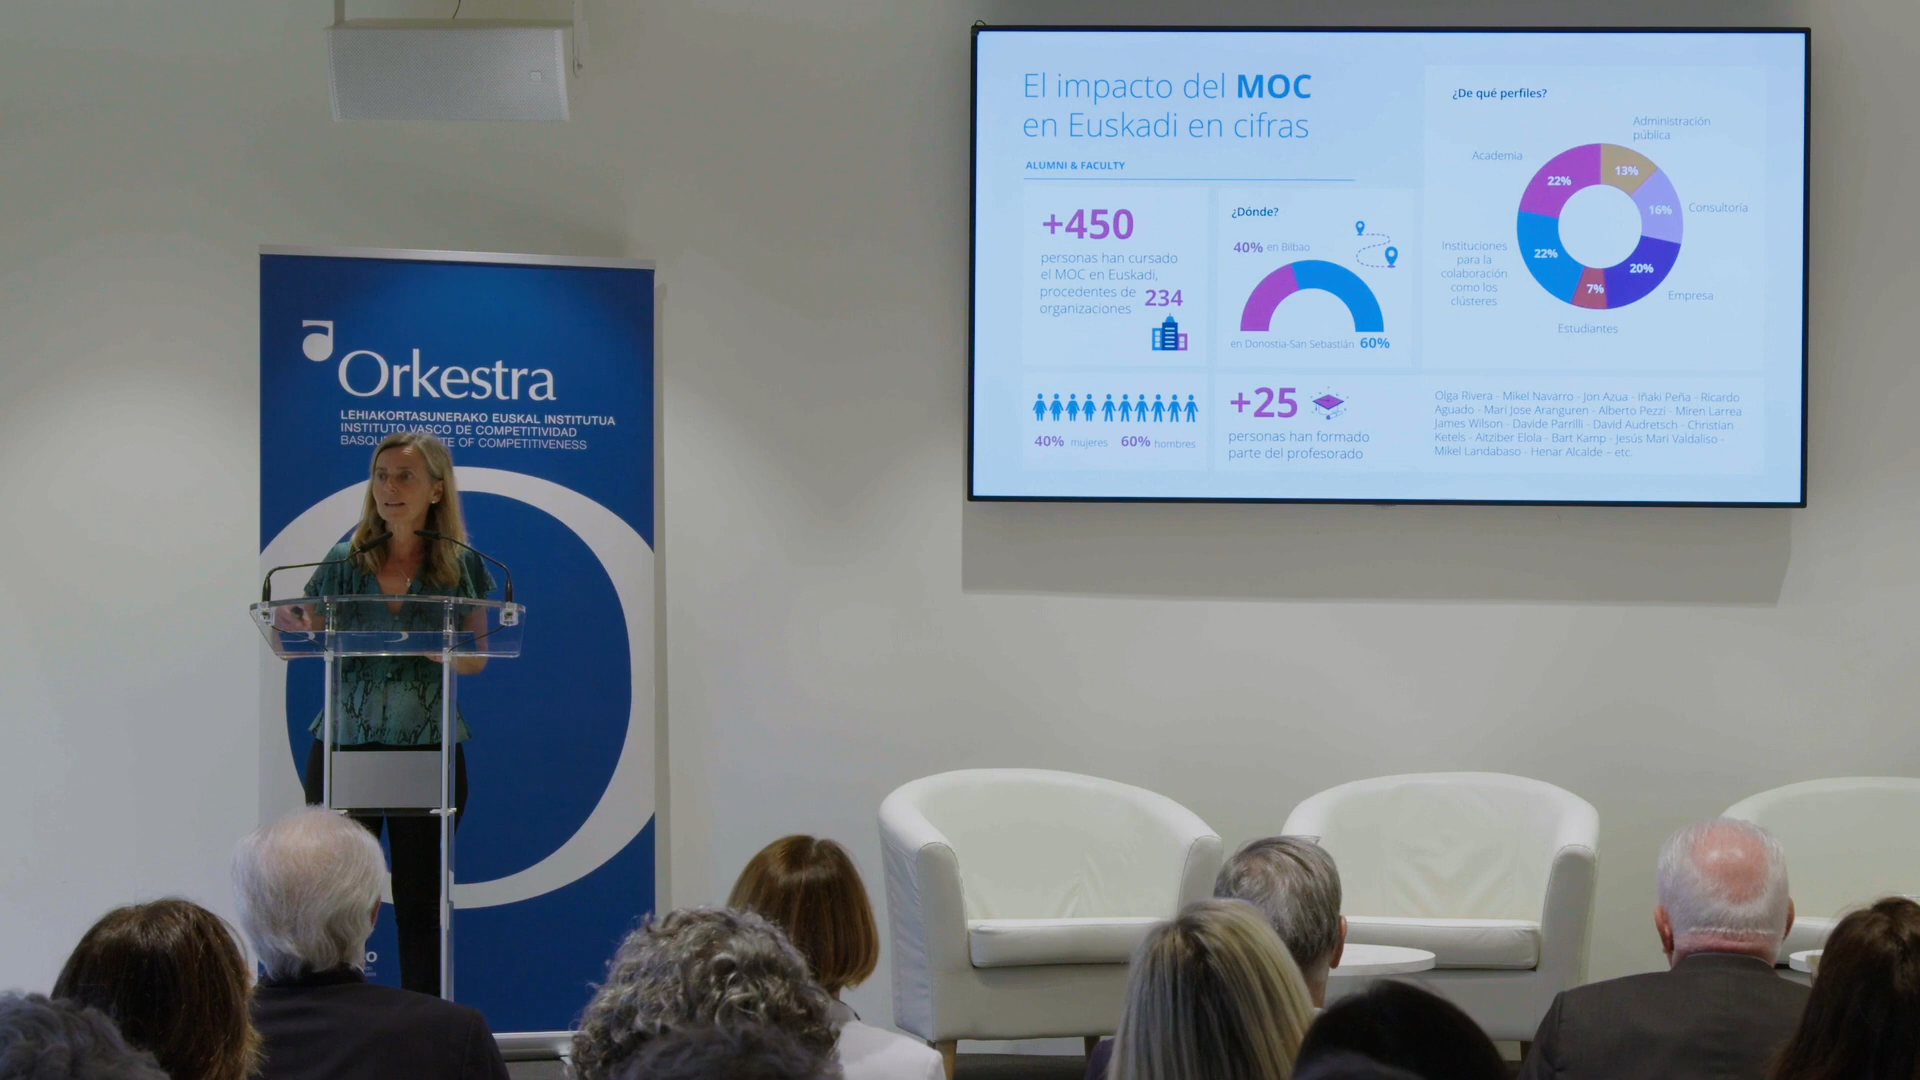 Orkestra
LEHIAKORTASUNERAKO EUSKAL INSTITUTUA
INSTITUTO VASCO DE COMPETITIVIDAD
BASQUE
TE OF COMPETITIVENESS
El impacto del MOC
en Euskadi en cifras
ALUMNI & FACULTY
+450
personas han cursado
el MOC en Euskadi,
procedentes de 234
organizaciones
¿Dónde?
40% en Bilbao
en Donostia-San Sebastián 60%
40% mujeres 60% hombres
+25
personas han formado
parte del profesorado
¿De qué perfiles?
Administración
pública
Academia
22%
13%
16%
Consultoría
Instituciones
para la
colaboración
como los
clústeres
22%
20%
7%
Empresa
Estudiantes
Olga Rivera - Mikel Navarro - Jon Azua - Iñaki Peña - Ricardo
Aguado - Mari Jose Aranguren - Alberto Pezzi - Miren Larrea
James Wilson - Davide Parrilli - David Audretsch - Christian
Ketels - Aitziber Elola - Bart Kamp - Jesús Mari Valdaliso -
Mikel Landabaso - Henar Alcalde – etc.